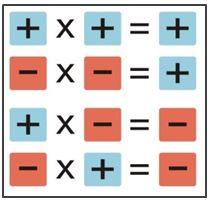 + x + = +
− x − = +
+ x − = −
− x + = −